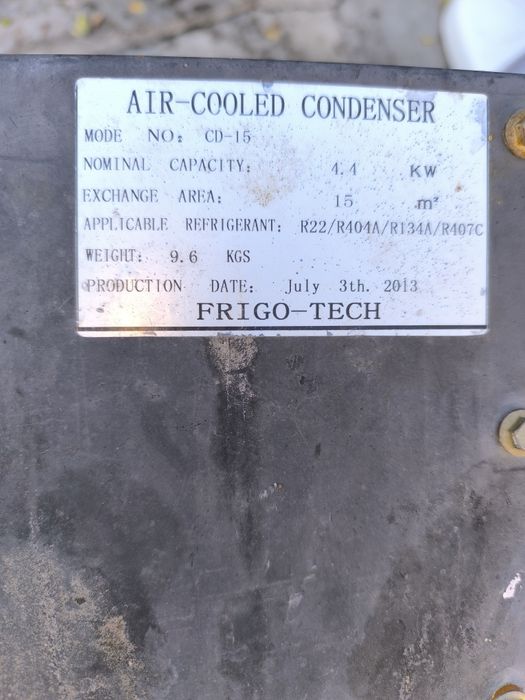 AIR-COOLED CONDENSER
MODE NO: CD-15
NOMINAL CAPACITY: 4.4 KW
EXCHANGE AREA: 15 m²
APPLICABLE REFRIGERANT: R22/R404A/R134A/R407C
WEIGHT: 9.6 KGS
PRODUCTION DATE: July 3th. 2013
FRIGO-TECH